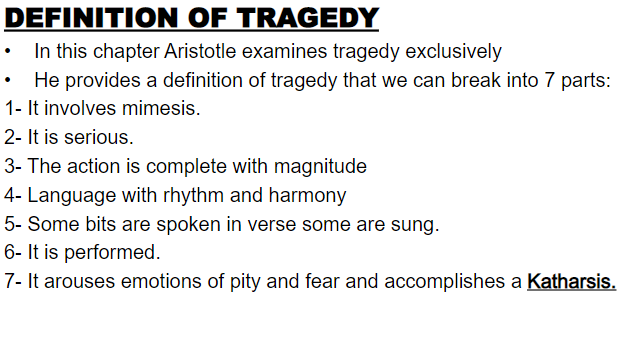 DEFINITION OF TRAGEDY
• In this chapter Aristotle examines tragedy exclusively
• He provides a definition of tragedy that we can break into 7 parts:
1- It involves mimesis.
2- It is serious.
3- The action is complete with magnitude
4- Language with rhythm and harmony
5- Some bits are spoken in verse some are sung.
6- It is performed.
7- It arouses emotions of pity and fear and accomplishes a Katharsis.